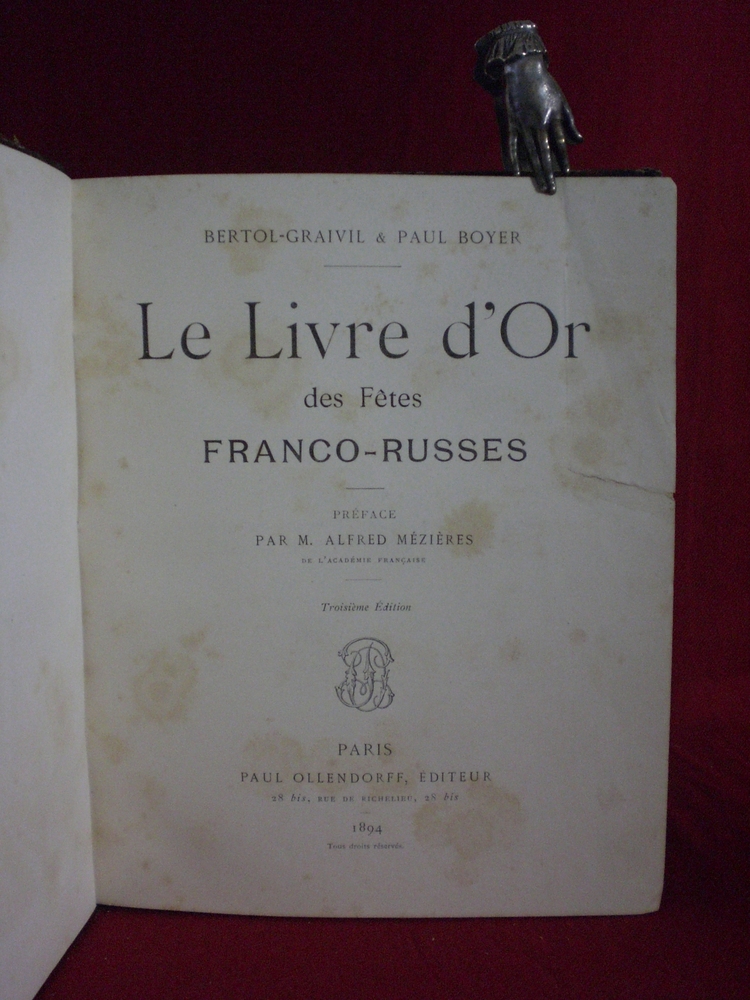 BERTOL-GRAIVIL & PAUL BOYER
Le Livre d'Or
des Fêtes
FRANCO-RUSSES
PRÉFACE
PAR M. ALFRED MÉZIÈRES
DE L'ACADÉMIE FRANÇAISE
Troisième Édition
PARIS
PAUL OLLENDORFF, ÉDITEUR
28 bis, RUE DE RICHELIEU, 28 bis
1894
Tous droits réservés.